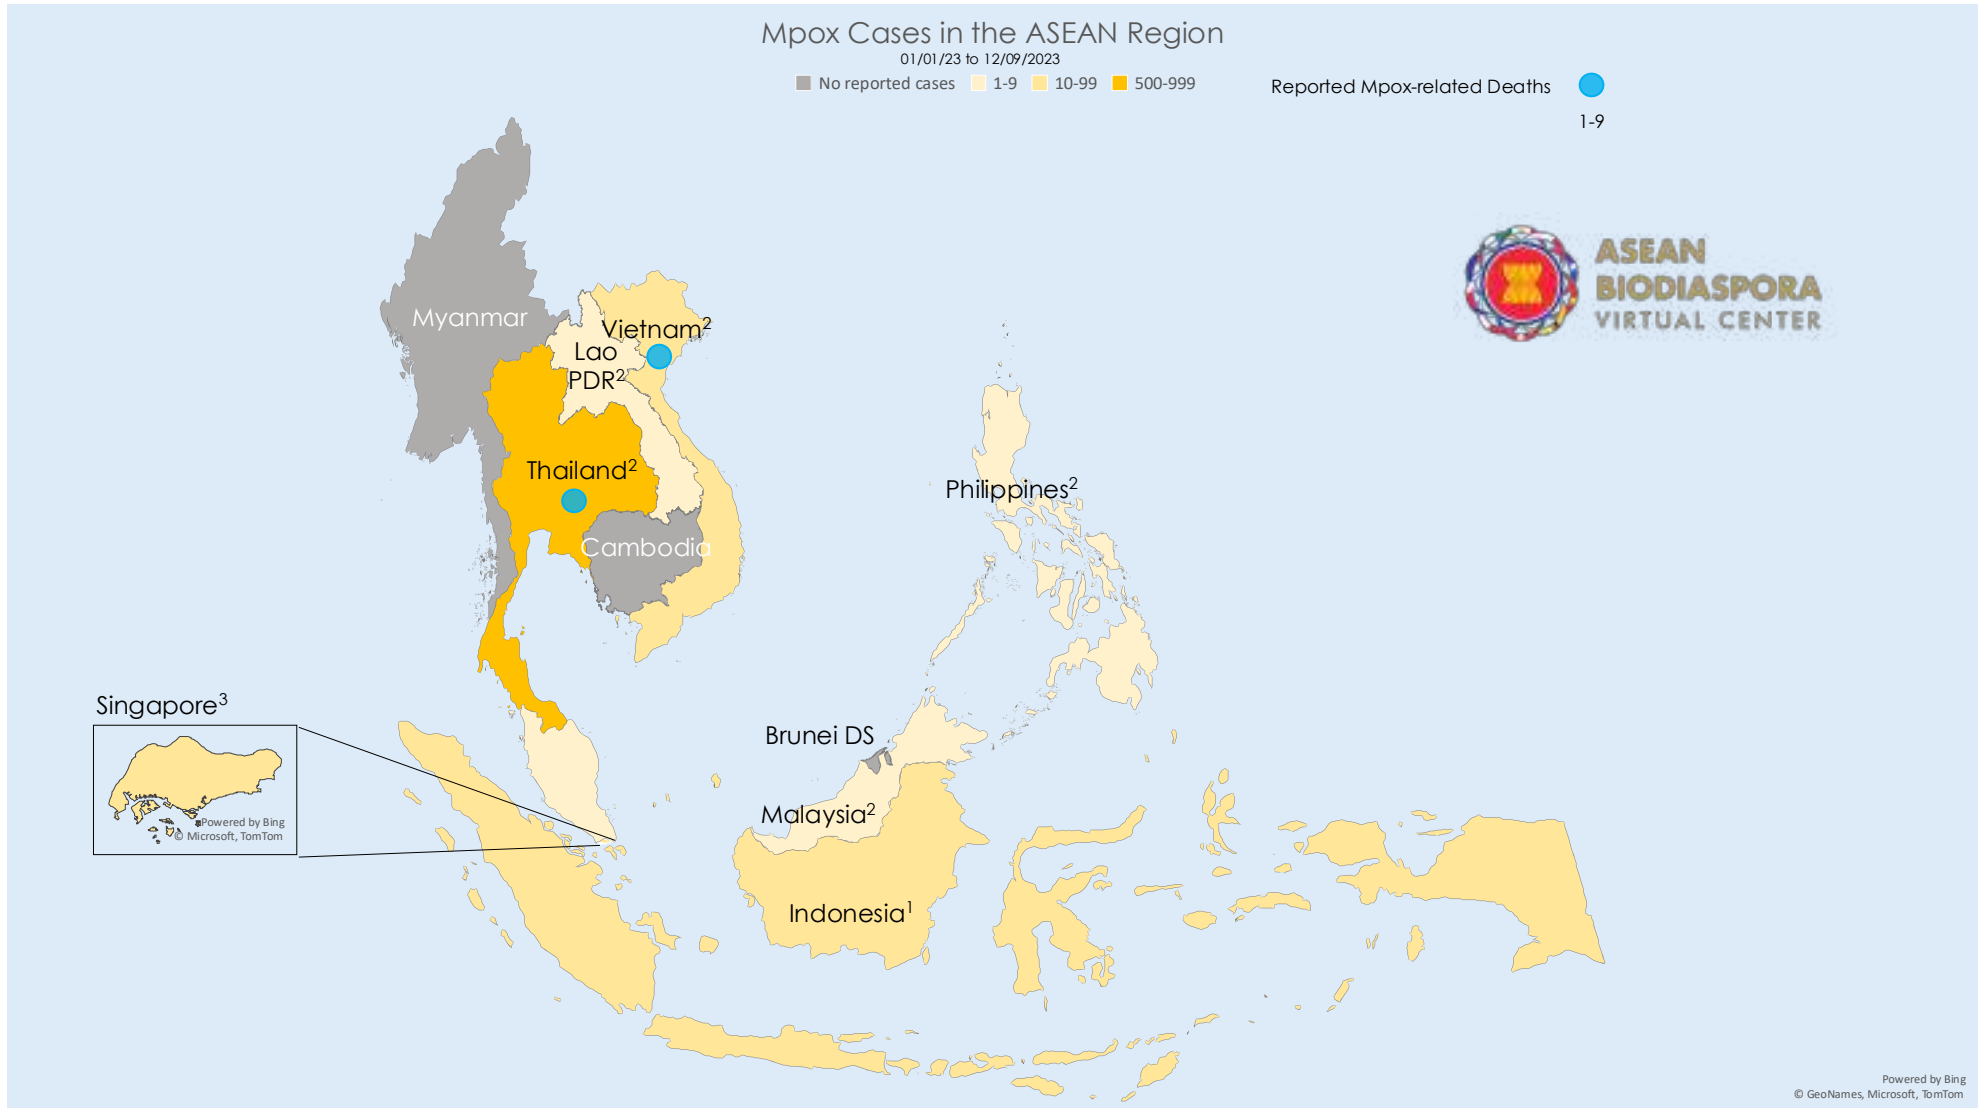 Mpox Cases in the ASEAN Region
01/01/23 to 12/09/2023
No reported cases 1-9 10-99 500-999
Reported Mpox-related Deaths
1-9
ASEAN
BIODIASPORA
VIRTUAL CENTER
Myanmar
Vietnam²
Lao
PDR²
Thailand²
Philippines²
Cambodia
Singapore³
Powered by Bing
© Microsoft, TomTom
Brunei DS
Malaysia²
Indonesia¹
Powered by Bing
© GeoNames, Microsoft, TomTom